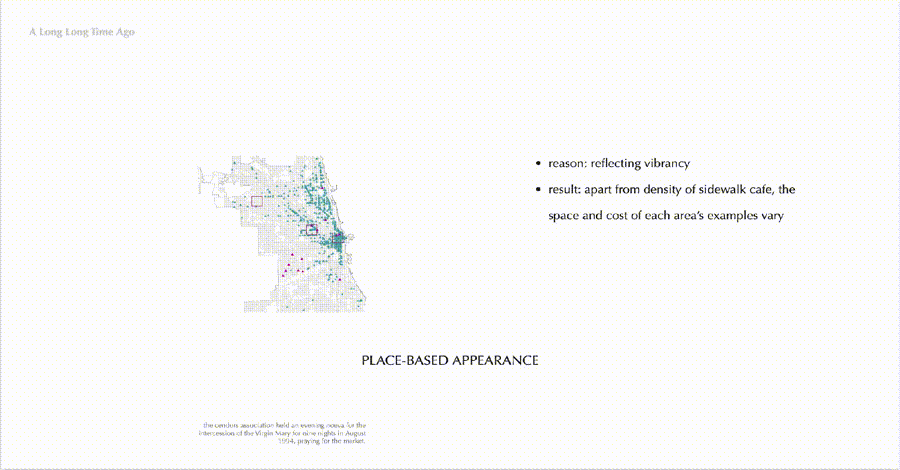 A Long Long Time Ago
• reason: reflecting vibrancy
• result: apart from density of sidewalk cafe, the
space and cost of each area's examples vary
PLACE-BASED APPEARANCE
the vendors association held an evening novena for the
intercession of the Virgin Mary for nine nights in August
1994, praying for the market.